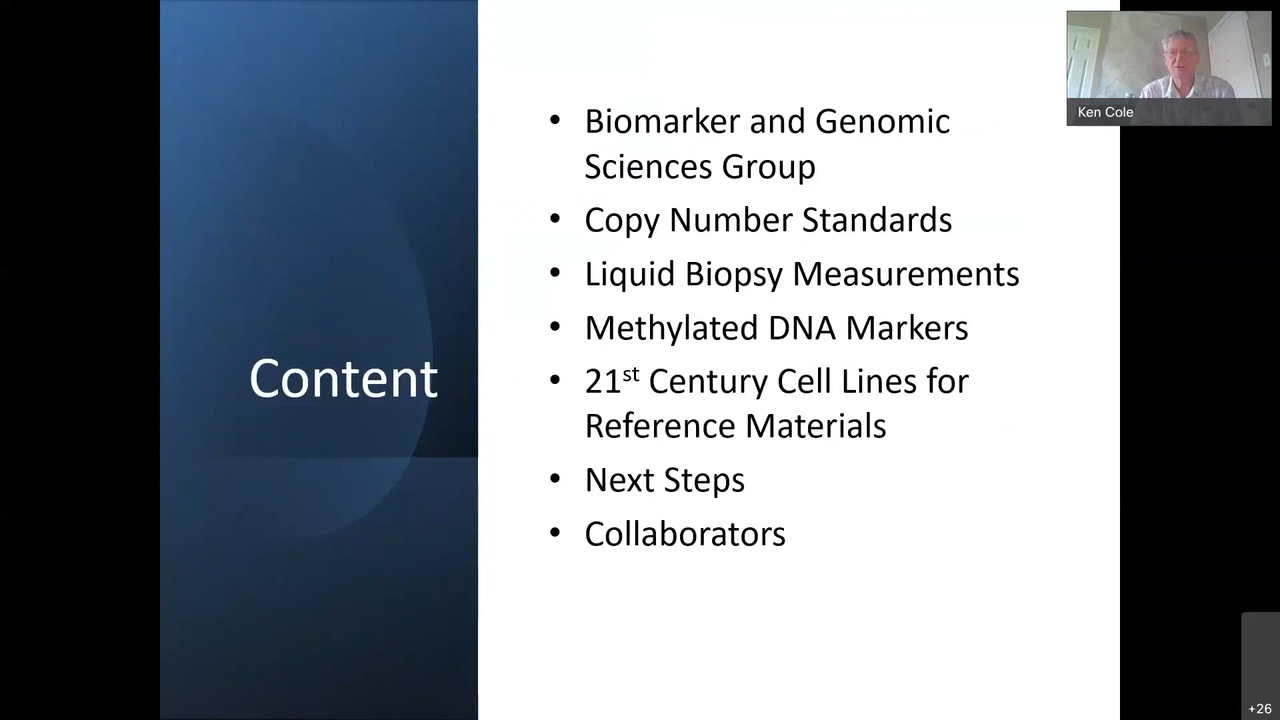 Content
• Biomarker and Genomic
Sciences Group
• Copy Number Standards
• Liquid Biopsy Measurements
• Methylated DNA Markers
• 21st Century Cell Lines for
Reference Materials
• Next Steps
• Collaborators
Ken Cole
+26